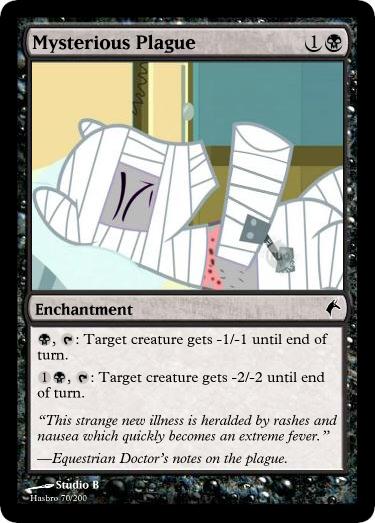 Mysterious Plague 1
Enchantment
, : Target creature gets -1/-1 until end of
turn.
1 , : Target creature gets -2/-2 until end
of turn.
“This strange new illness is heralded by rashes and
nausea which quickly becomes an extreme fever.”
—Equestrian Doctor's notes on the plague.
Studio B
Hasbro 70/200